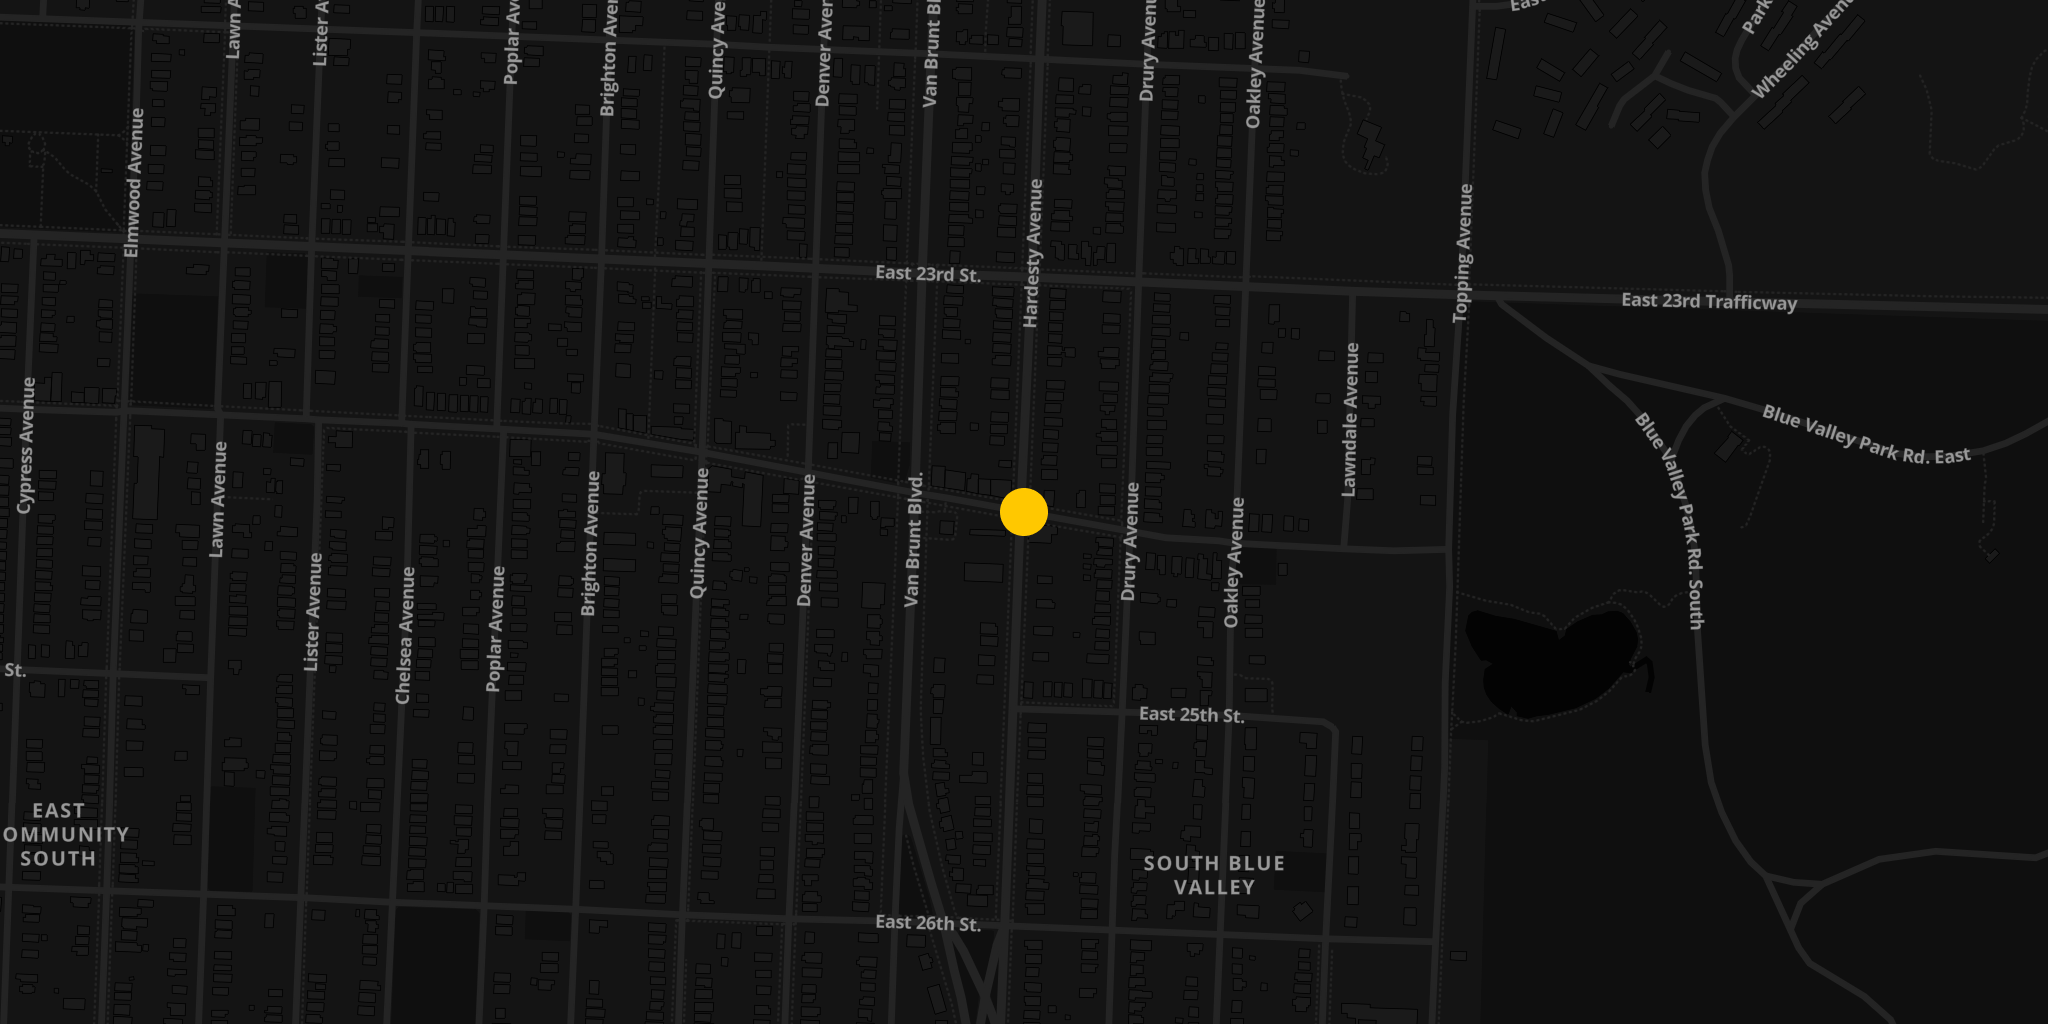 East
Lawn A
Lister A
Poplar Av
Brighton Aven
Quincy Ave
Denver Aven
Van Brunt Bl
Drury Avenu
Oakley Avenue
Park
Wheeling Avenu
Elmwood Avenue
Hardesty Avenue
Topping Avenue
East 23rd St.
East 23rd Trafficway
Cypress Avenue
Lawndale Avenue
Blue Valley Park Rd. East
Blue Valley Park Rd. South
Lawn Avenue
Lister Avenue
Chelsea Avenue
Poplar Avenue
Brighton Avenue
Quincy Avenue
Denver Avenue
Van Brunt Blvd.
Drury Avenue
Oakley Avenue
St.
East 25th St.
EAST
OMMUNITY
SOUTH
SOUTH BLUE
VALLEY
East 26th St.